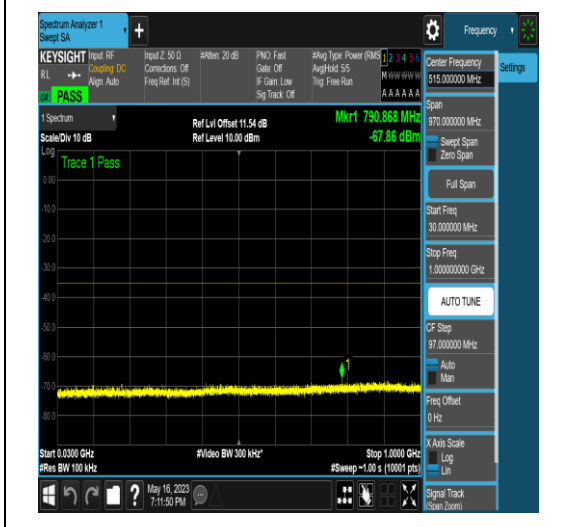 Spectrum Analyzer 1
Swept SA
+
Frequency
KEYSIGHT
RL
Input: RF
Coupling: DC
Align: Auto
Input Z: 50 Ω
Corrections: Off
Freq Ref: Int (S)
#Atten: 20 dB
PNO: Fast
Gate: Off
IF Gain: Low
Sig Track: Off
#Avg Type: Power (RMS
Avg|Hold: 5/5
Trig: Free Run
1 2 3 4 5 6
M W W W W W
A A A A A A
PASS
1 Spectrum
Scale/Div 10 dB
Ref Lvl Offset 11.54 dB
Ref Level 10.00 dBm
Mkr1 790.868 MHz
-67.86 dBm
Log
Trace 1 Pass
0.00
-10.0
-20.0
-30.0
-40.0
-50.0
-60.0
-70.0
-80.0
1
Start 0.0300 GHz
#Res BW 100 kHz
#Video BW 300 kHz*
Stop 1.0000 GHz
#Sweep ~1.00 s (10001 pts)
Center Frequency
515.000000 MHz
Settings
Span
970.000000 MHz
Swept Span
Zero Span
Full Span
Start Freq
30.000000 MHz
Stop Freq
1.000000000 GHz
AUTO TUNE
CF Step
97.000000 MHz
Auto
Man
Freq Offset
0 Hz
X Axis Scale
Log
Lin
Signal Track
(Span Zoom)
?
May 16, 2023
7:11:50 PM